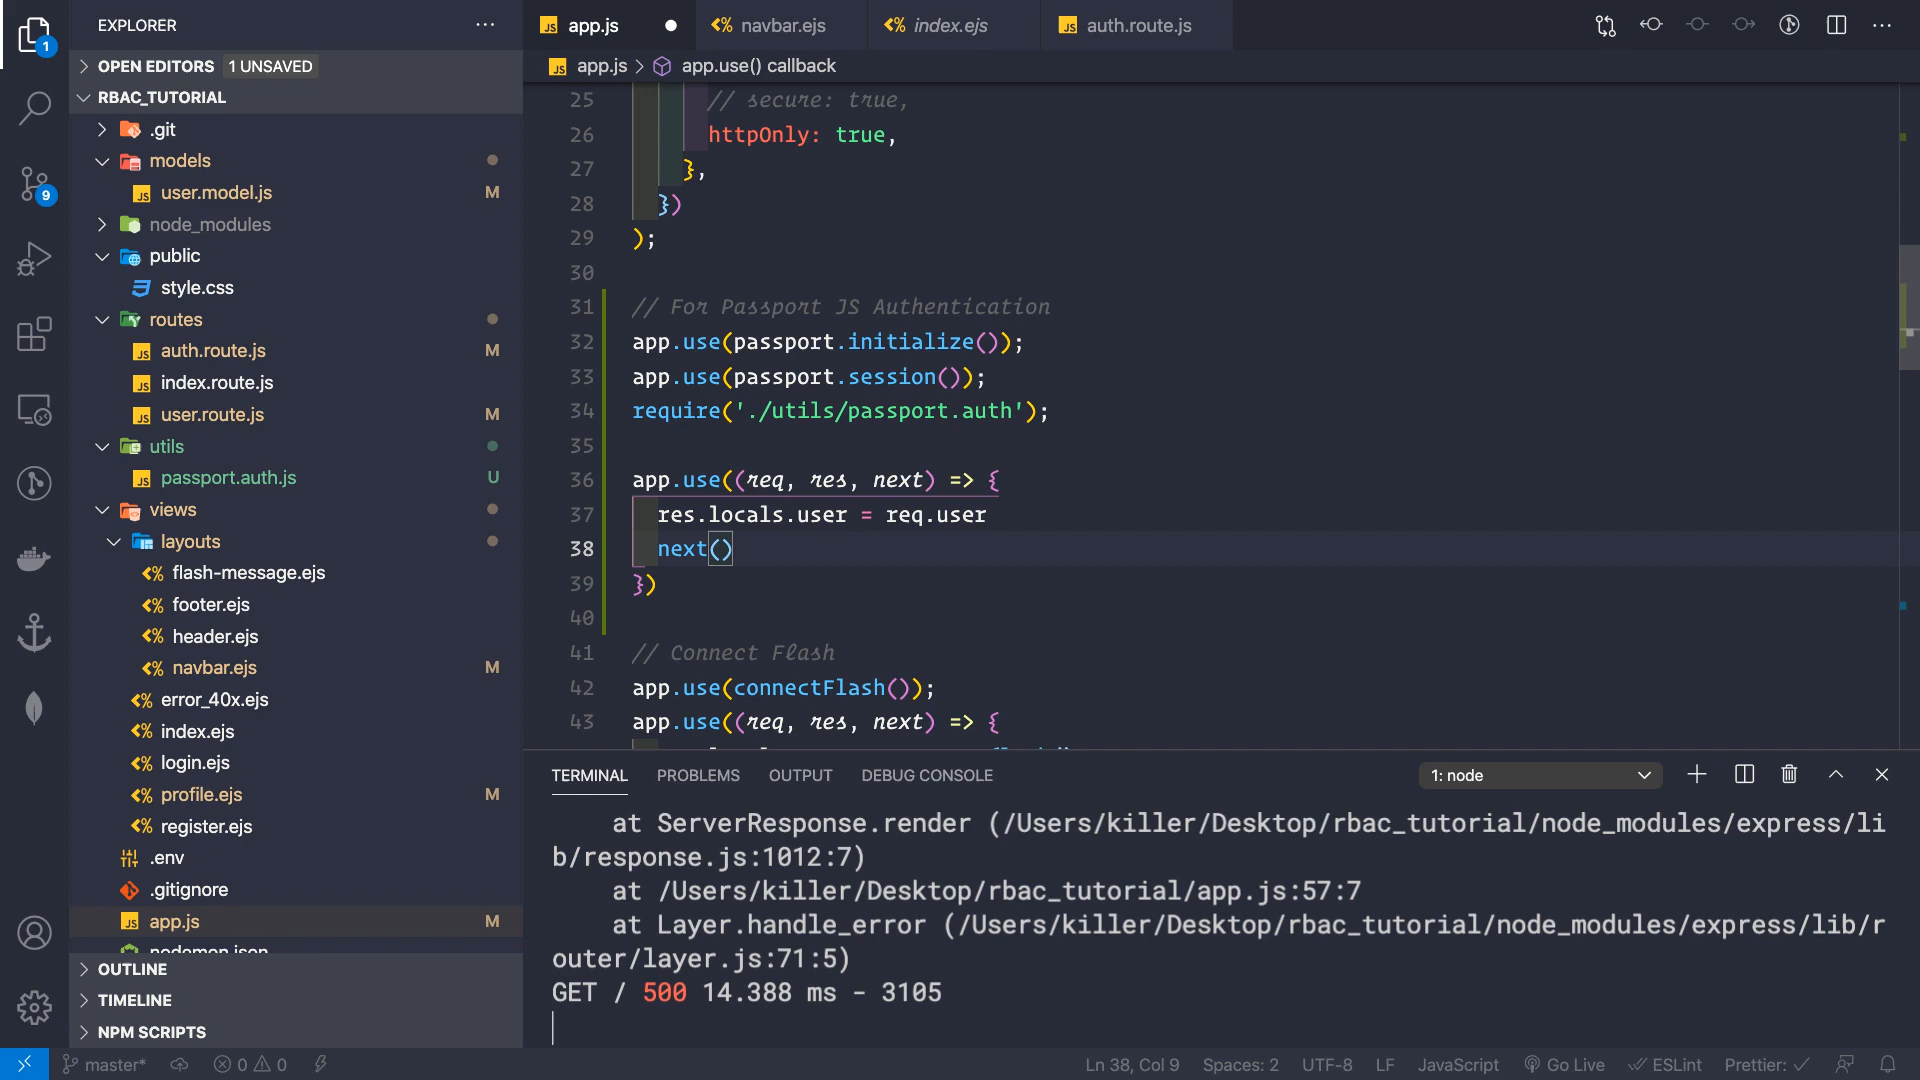 EXPLORER
OPEN EDITORS 1 UNSAVED
RBAC_TUTORIAL
.git
models
user.model.js M
node_modules
public
style.css
routes
auth.route.js M
index.route.js
user.route.js M
utils
passport.auth.js U
views
layouts
flash-message.ejs
footer.ejs
header.ejs
navbar.ejs M
error_40x.ejs
index.ejs
login.ejs
profile.ejs M
register.ejs
.env
.gitignore
app.js M
nodemon.json
OUTLINE
TIMELINE
NPM SCRIPTS
1
9
app.js navbar.ejs index.ejs auth.route.js
app.js > app.use() callback
25 // secure: true,
26 httpOnly: true,
27 },
28 })
29 );
30
31 // For Passport JS Authentication
32 app.use(passport.initialize());
33 app.use(passport.session());
34 require('./utils/passport.auth');
35
36 app.use((req, res, next) => {
37 res.locals.user = req.user
38 next()
39 })
40
41 // Connect Flash
42 app.use(connectFlash());
43 app.use((req, res, next) => {
TERMINAL PROBLEMS OUTPUT DEBUG CONSOLE 1: node
at ServerResponse.render (/Users/killer/Desktop/rbac_tutorial/node_modules/express/li
b/response.js:1012:7)
at /Users/killer/Desktop/rbac_tutorial/app.js:57:7
at Layer.handle_error (/Users/killer/Desktop/rbac_tutorial/node_modules/express/lib/r
outer/layer.js:71:5)
GET / 500 14.388 ms - 3105
master* 0 0 Ln 38, Col 9 Spaces: 2 UTF-8 LF JavaScript Go Live ESLint Prettier: ✓